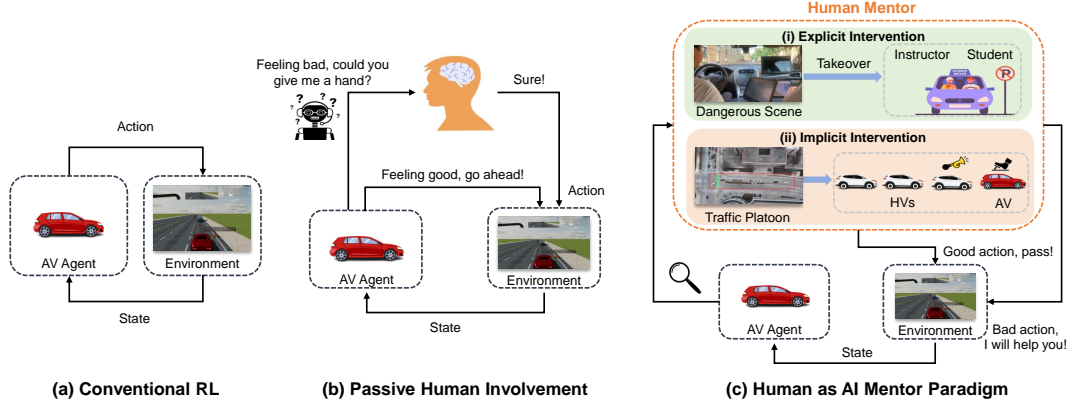 Action
AV Agent
Environment
State
(a) Conventional RL
Feeling bad, could you
give me a hand?
Sure!
Feeling good, go ahead!
Action
AV Agent
Environment
State
(b) Passive Human Involvement
Human Mentor
(i) Explicit Intervention
Takeover
Instructor
Student
Dangerous Scene
(ii) Implicit Intervention
Traffic Platoon
HVs
AV
Good action, pass!
AV Agent
Environment
Bad action,
I will help you!
State
(c) Human as AI Mentor Paradigm